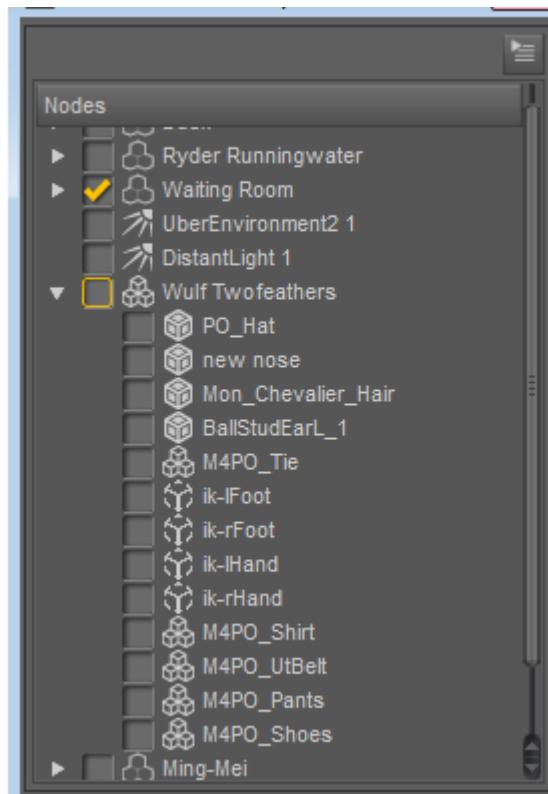 Nodes
Ryder Runningwater
Waiting Room
UberEnvironment2 1
DistantLight 1
Wulf Twofeathers
PO_Hat
new nose
Mon_Chevalier_Hair
BallStudEarL_1
M4PO_Tie
ik-lFoot
ik-rFoot
ik-lHand
ik-rHand
M4PO_Shirt
M4PO_UtBelt
M4PO_Pants
M4PO_Shoes
Ming-Mei